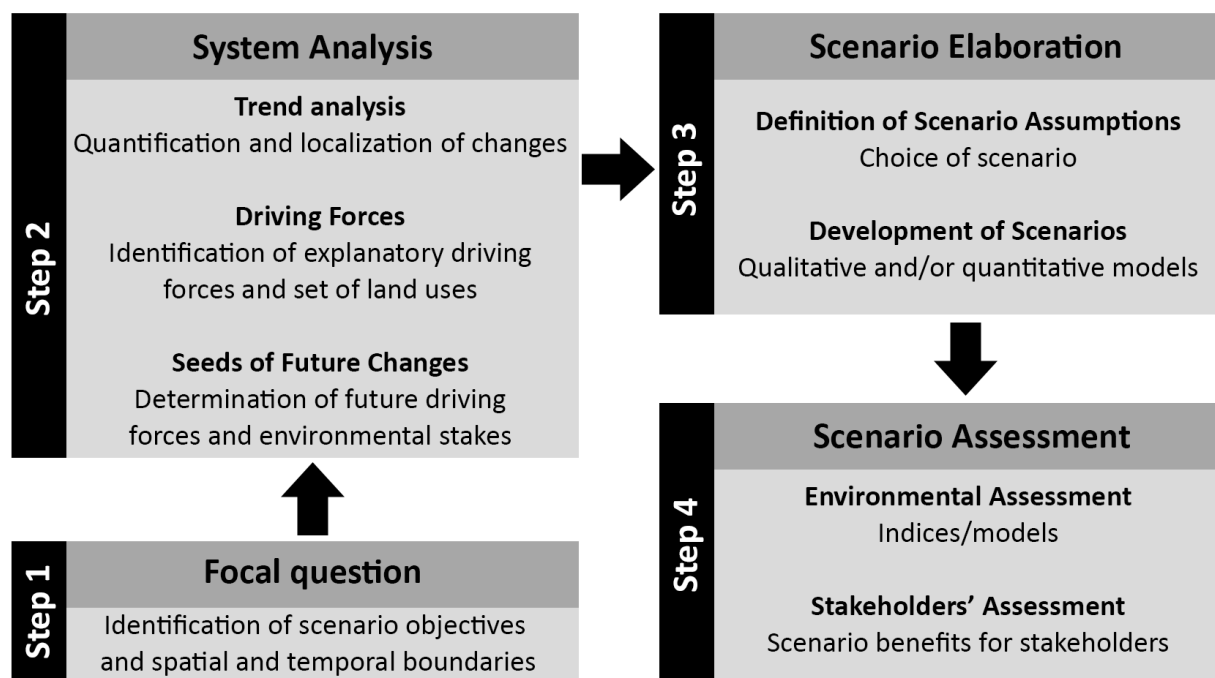 Step 1
Focal question
Identification of scenario objectives
and spatial and temporal boundaries
Step 2
System Analysis
Trend analysis
Quantification and localization of changes
Driving Forces
Identification of explanatory driving
forces and set of land uses
Seeds of Future Changes
Determination of future driving
forces and environmental stakes
Step 3
Scenario Elaboration
Definition of Scenario Assumptions
Choice of scenario
Development of Scenarios
Qualitative and/or quantitative models
Step 4
Scenario Assessment
Environmental Assessment
Indices/models
Stakeholders’ Assessment
Scenario benefits for stakeholders